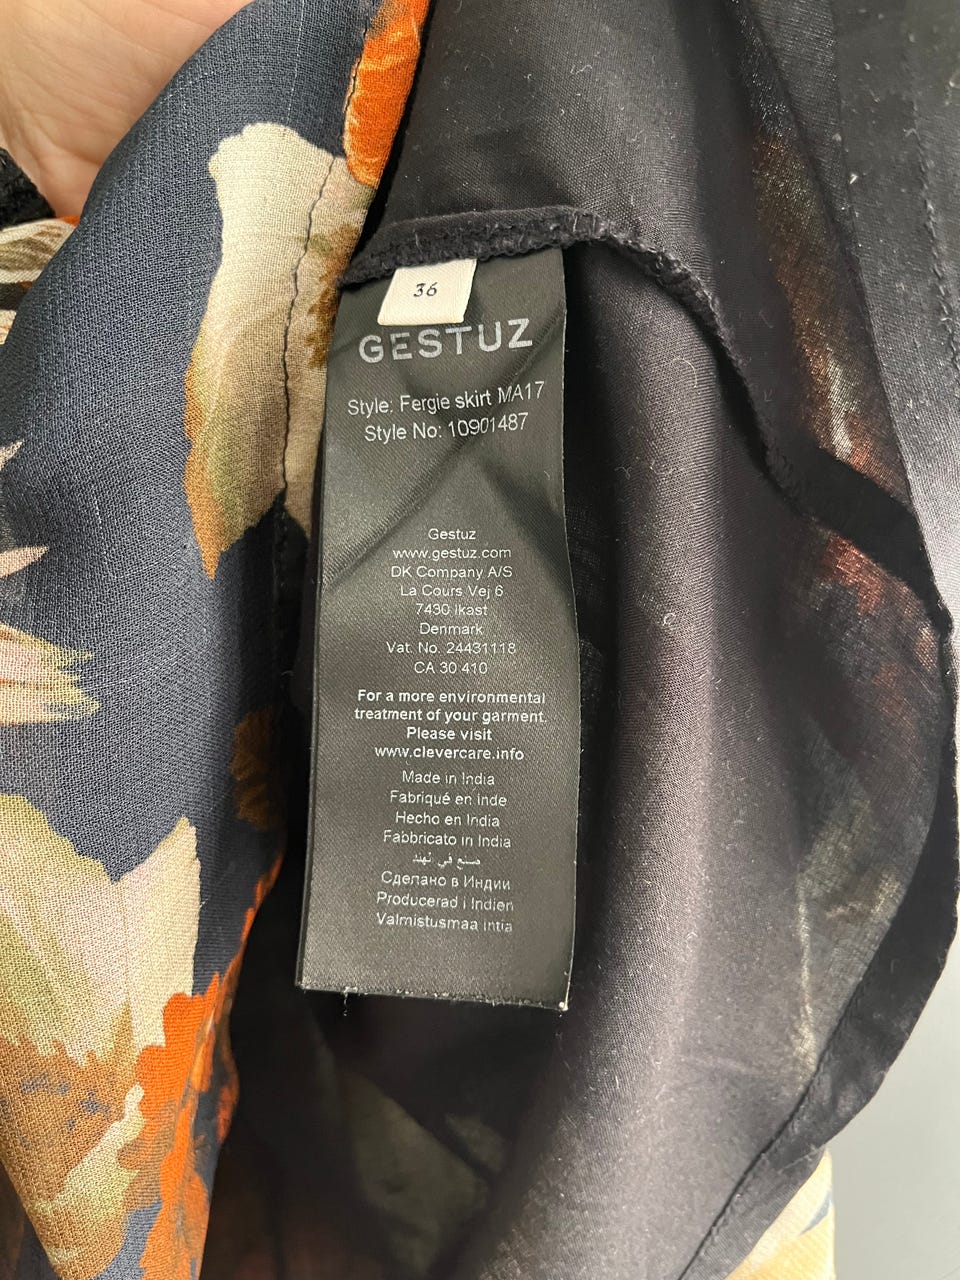 36
GESTUZ
Style: Fergie skirt MA17
Style No: 10901487
Gestuz
www.gestuz.com
DK Company A/S
La Cours Vej 6
7430 Ikast
Denmark
Vat. No. 24431118
CA 30 410
For a more environmental
treatment of your garment.
Please visit
www.clevercare.info
Made in India
Fabriqué en Inde
Hecho en India
Fabbricato in India
صنع في لهند
Сделано в Индии
Producerad i Indien
Valmistusmaa intia